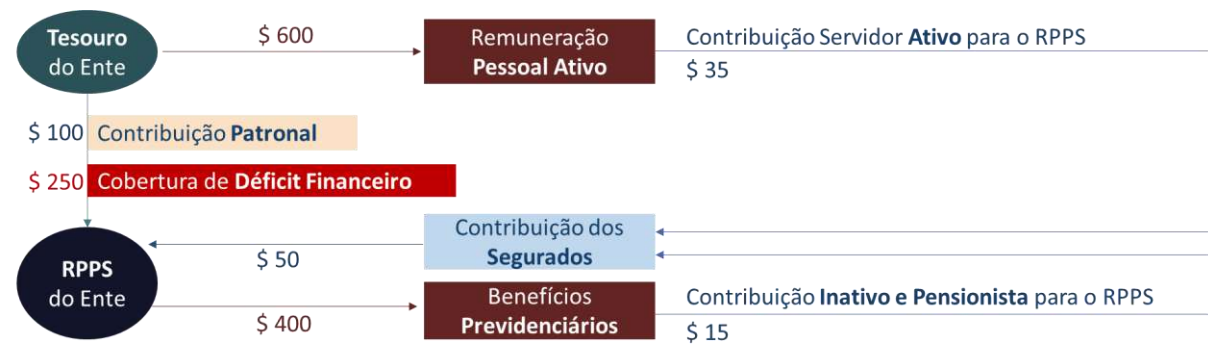 Tesouro
do Ente
$ 600
Remuneração
Pessoal Ativo
Contribuição Servidor Ativo para o RPPS
$ 35
$ 100 Contribuição Patronal
$ 250 Cobertura de Déficit Financeiro
RPPS
do Ente
$ 50
Contribuição dos
Segurados
$ 400
Benefícios
Previdenciários
Contribuição Inativo e Pensionista para o RPPS
$ 15